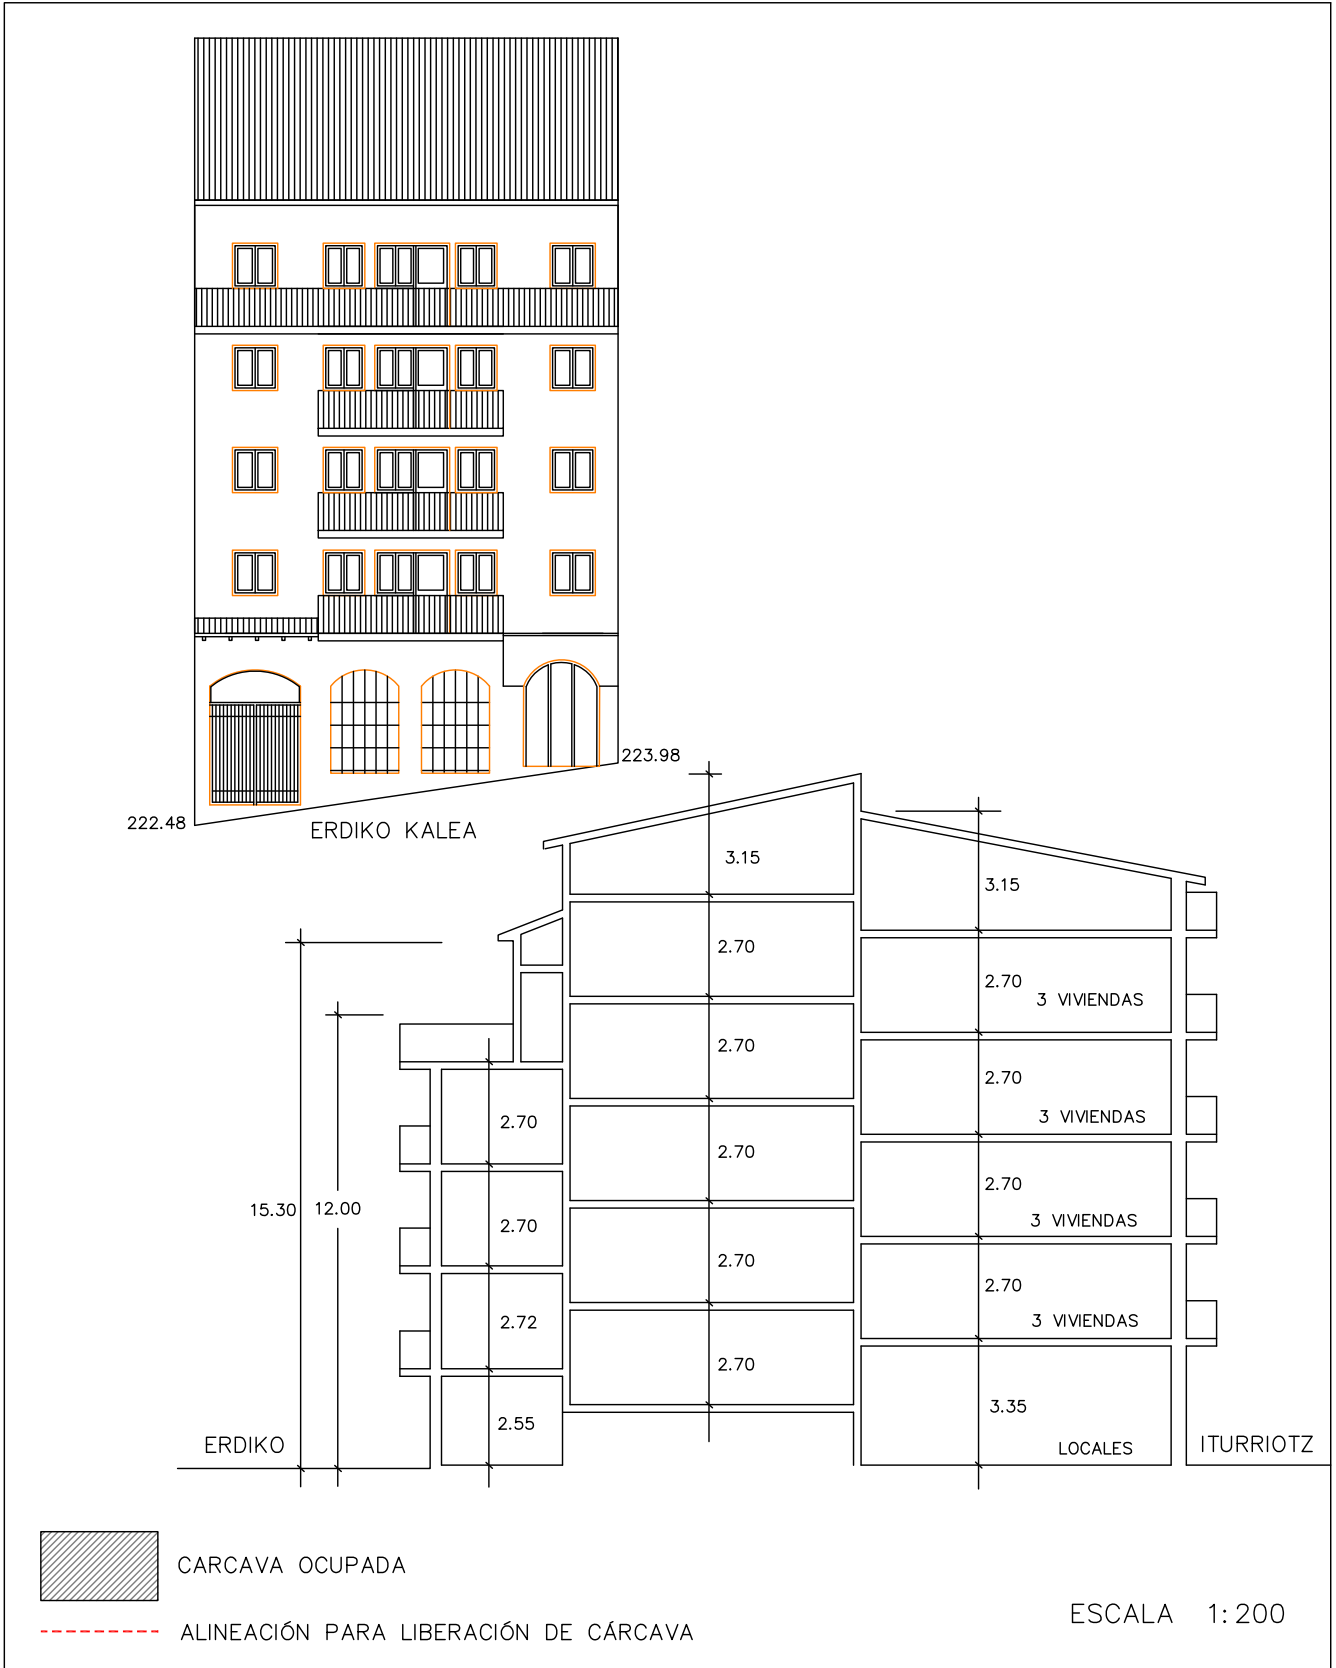 223.98
222.48
ERDIKO KALEA
3.15
3.15
2.70
2.70
3 VIVIENDAS
2.70
2.70
3 VIVIENDAS
2.70
2.70
2.70
15.30
12.00
2.70
3 VIVIENDAS
2.70
2.70
3 VIVIENDAS
2.72
2.70
3.35
2.55
ERDIKO
LOCALES
ITURRIOTZ
CARCAVA OCUPADA
ESCALA 1:200
ALINEACIÓN PARA LIBERACIÓN DE CÁRCAVA